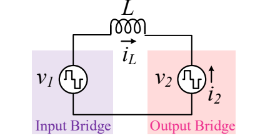 L
i_L
v_1
v_2
i_2
Input Bridge
Output Bridge